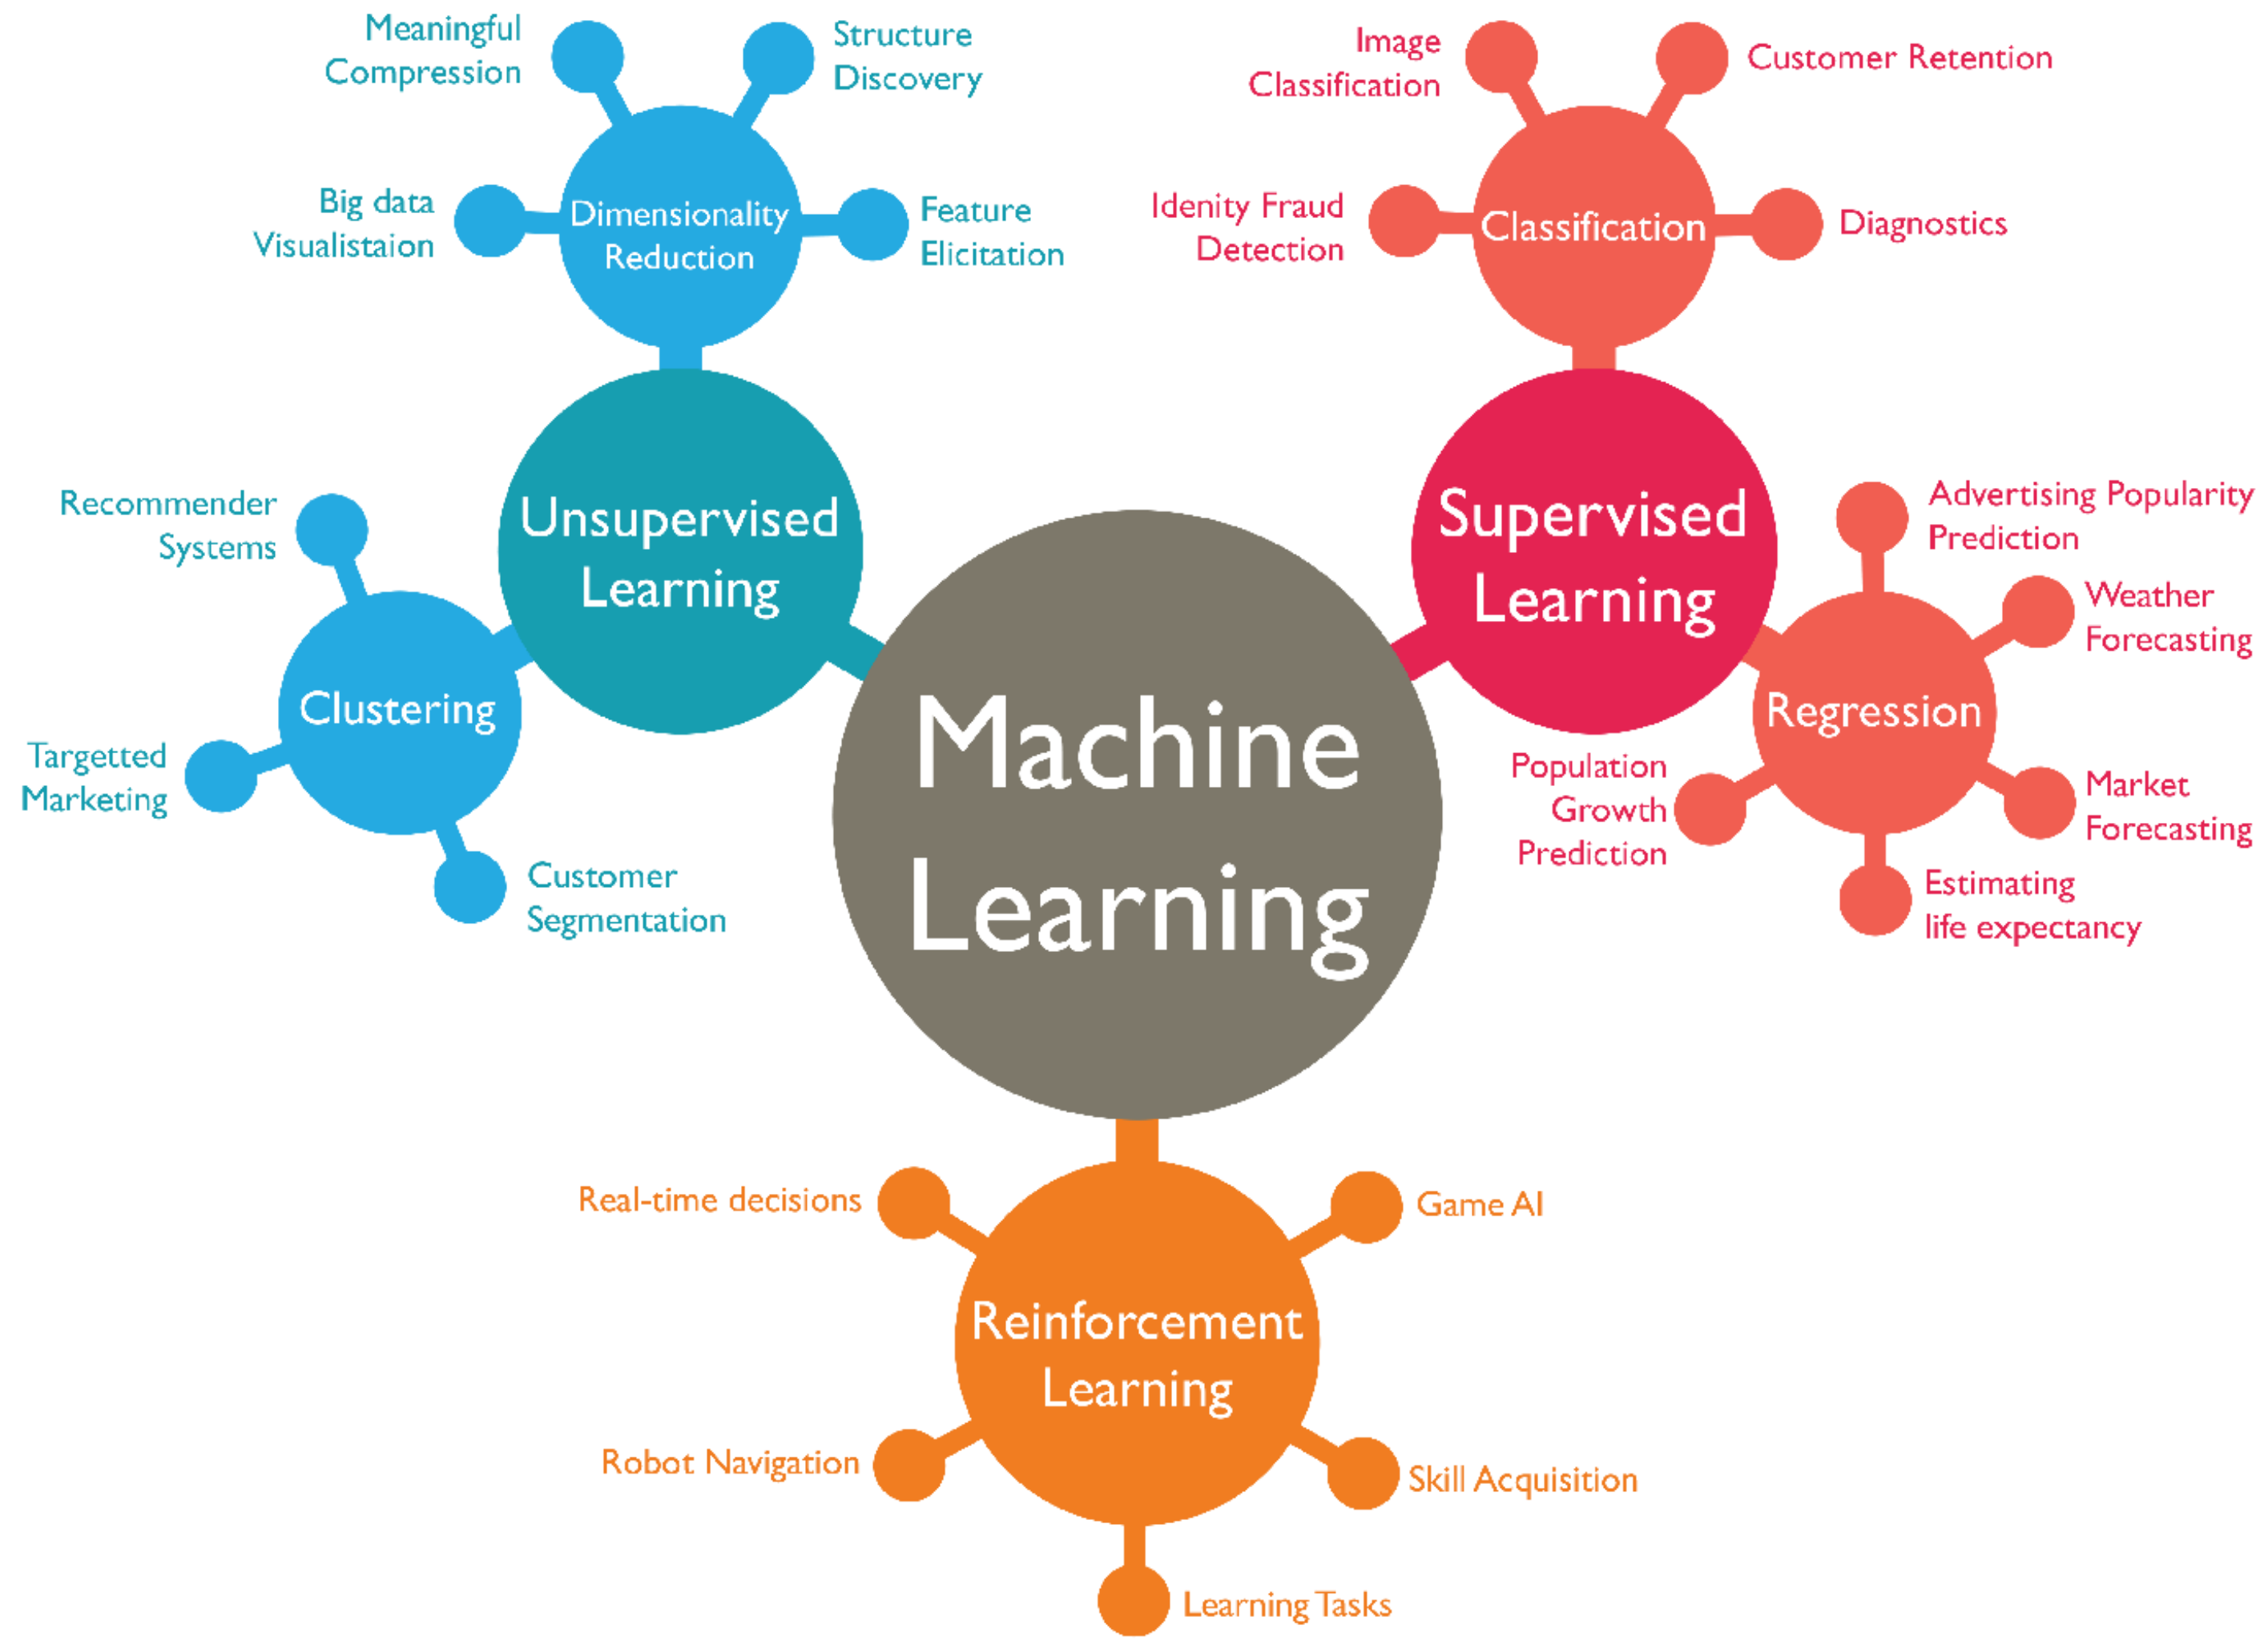 Meaningful
Compression
Structure
Discovery
Big data
Visualistaion
Dimensionality
Reduction
Feature
Elicitation
Image
Classification
Customer Retention
Idenity Fraud
Detection
Classification
Diagnostics
Unsupervised
Learning
Recommender
Systems
Clustering
Targetted
Marketing
Customer
Segmentation
Supervised
Learning
Advertising Popularity
Prediction
Weather
Forecasting
Regression
Population
Growth
Prediction
Market
Forecasting
Estimating
life expectancy
Machine
Learning
Real-time decisions
Game AI
Reinforcement
Learning
Robot Navigation
Skill Acquisition
Learning Tasks